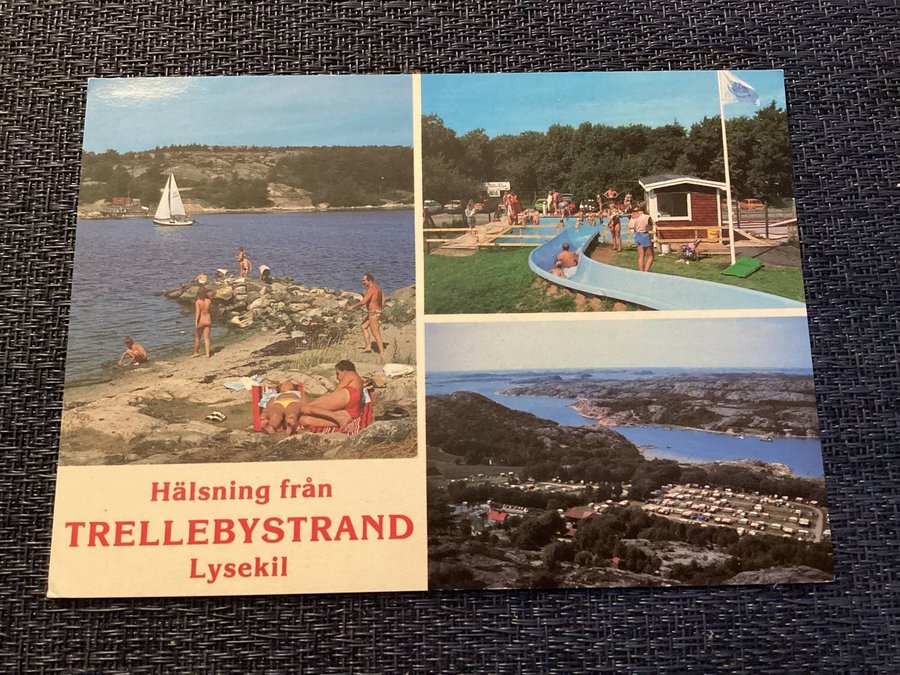 Hälsning från
TRELLEBYSTRAND
Lysekil